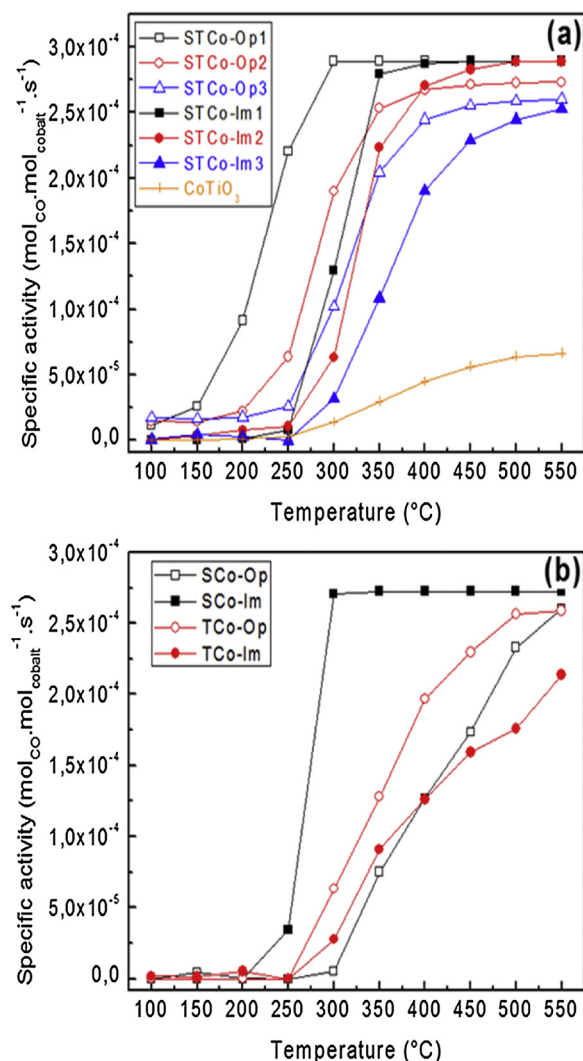 (a)
STCo-Op1
STCo-Op2
STCo-Op3
STCo-Im1
STCo-Im2
STCo-Im3
CoTiO₃
Specific activity (mol_CO.mol_cobalt⁻¹.s⁻¹)
3,0x10⁻⁴
2,5x10⁻⁴
2,0x10⁻⁴
1,5x10⁻⁴
1,0x10⁻⁴
5,0x10⁻⁵
0,0
100 150 200 250 300 350 400 450 500 550
Temperature (°C)
(b)
SCo-Op
SCo-Im
TCo-Op
TCo-Im
Specific activity (mol_CO.mol_cobalt⁻¹.s⁻¹)
3,0x10⁻⁴
2,5x10⁻⁴
2,0x10⁻⁴
1,5x10⁻⁴
1,0x10⁻⁴
5,0x10⁻⁵
0,0
100 150 200 250 300 350 400 450 500 550
Temperature (°C)